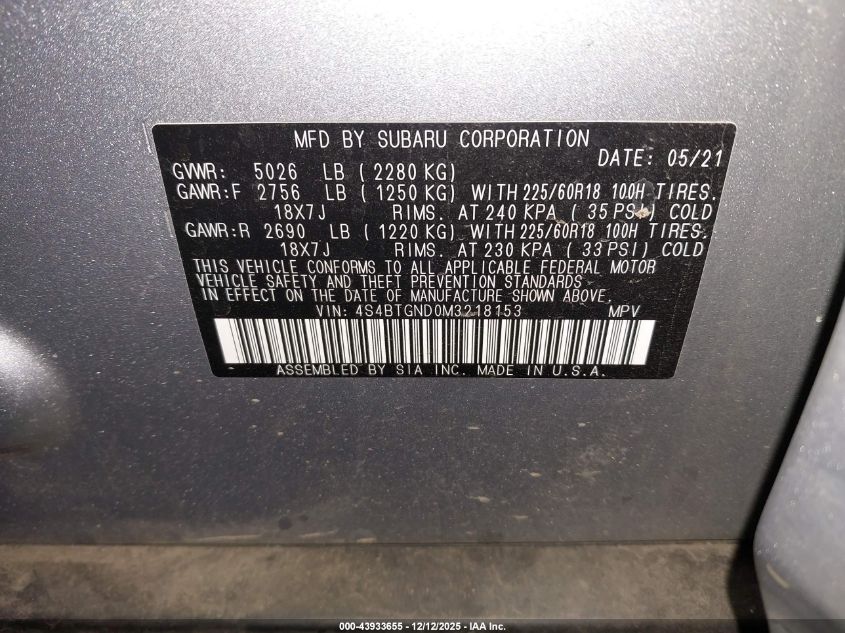 MFD BY SUBARU CORPORATION
DATE: 05/21
GVWR: 5026 LB (2280 KG)
GAWR:F 2756 LB (1250 KG) WITH 225/60R18 100H TIRES.
18X7J RIMS. AT 240 KPA (35 PSI) COLD
GAWR:R 2690 LB (1220 KG) WITH 225/60R18 100H TIRES.
18X7J RIMS. AT 230 KPA (33 PSI) COLD
THIS VEHICLE CONFORMS TO ALL APPLICABLE FEDERAL MOTOR
VEHICLE SAFETY AND THEFT PREVENTION STANDARDS
IN EFFECT ON THE DATE OF MANUFACTURE SHOWN ABOVE.
VIN: 4S4BTGND0M3218153 MPV
ASSEMBLED BY SIA INC. MADE IN U.S.A.
000-43933655 - 12/12/2025 - IAA Inc.